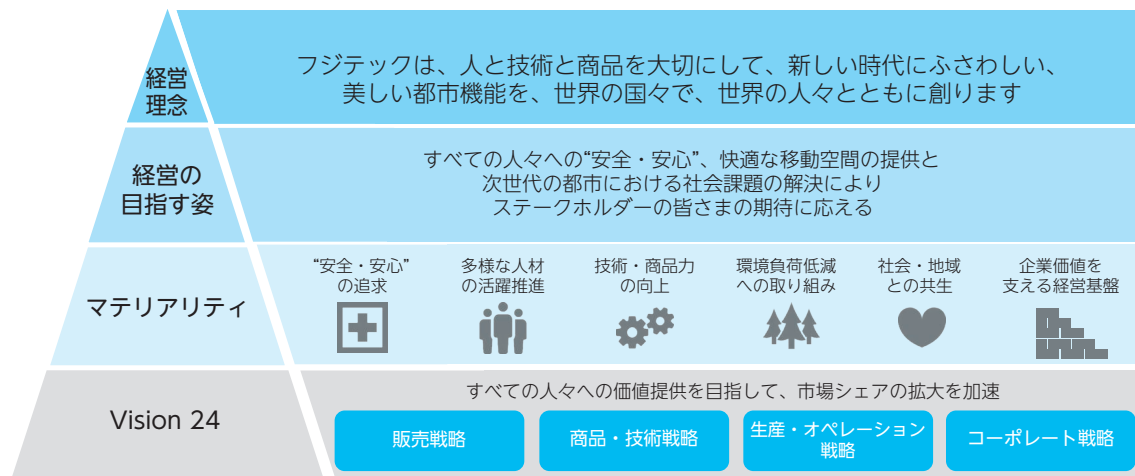 経営
理念
フジテックは、人と技術と商品を大切にして、新しい時代にふさわしい、
美しい都市機能を、世界の国々で、世界の人々とともに創ります
経営の
目指す姿
すべての人々への“安全・安心”、快適な移動空間の提供と
次世代の都市における社会課題の解決により
ステークホルダーの皆さまの期待に応える
マテリアリティ
“安全・安心”
の追求
多様な人材
の活躍推進
技術・商品力
の向上
環境負荷低減
への取り組み
社会・地域
との共生
企業価値を
支える経営基盤
Vision 24
すべての人々への価値提供を目指して、市場シェアの拡大を加速
販売戦略
商品・技術戦略
生産・オペレーション
戦略
コーポレート戦略